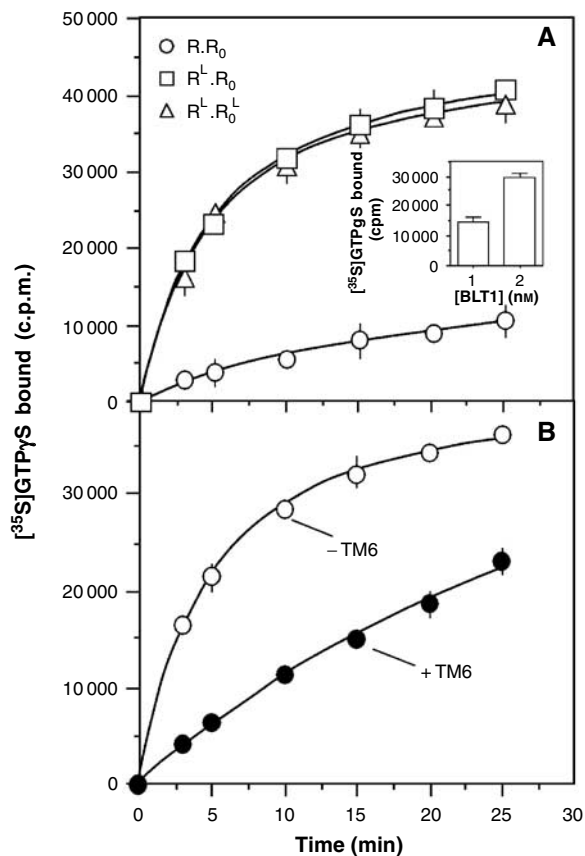 A
R.R₀
Rᴸ.R₀
Rᴸ.R₀ᴸ
50 000
40 000
30 000
20 000
10 000
0
[³⁵S]GTPgS bound
(cpm)
30 000
20 000
10 000
0
1 2
[BLT1] (nM)
[³⁵S]GTPγS bound (c.p.m.)
B
30 000
20 000
10 000
0
– TM6
+ TM6
0 5 10 15 20 25 30
Time (min)